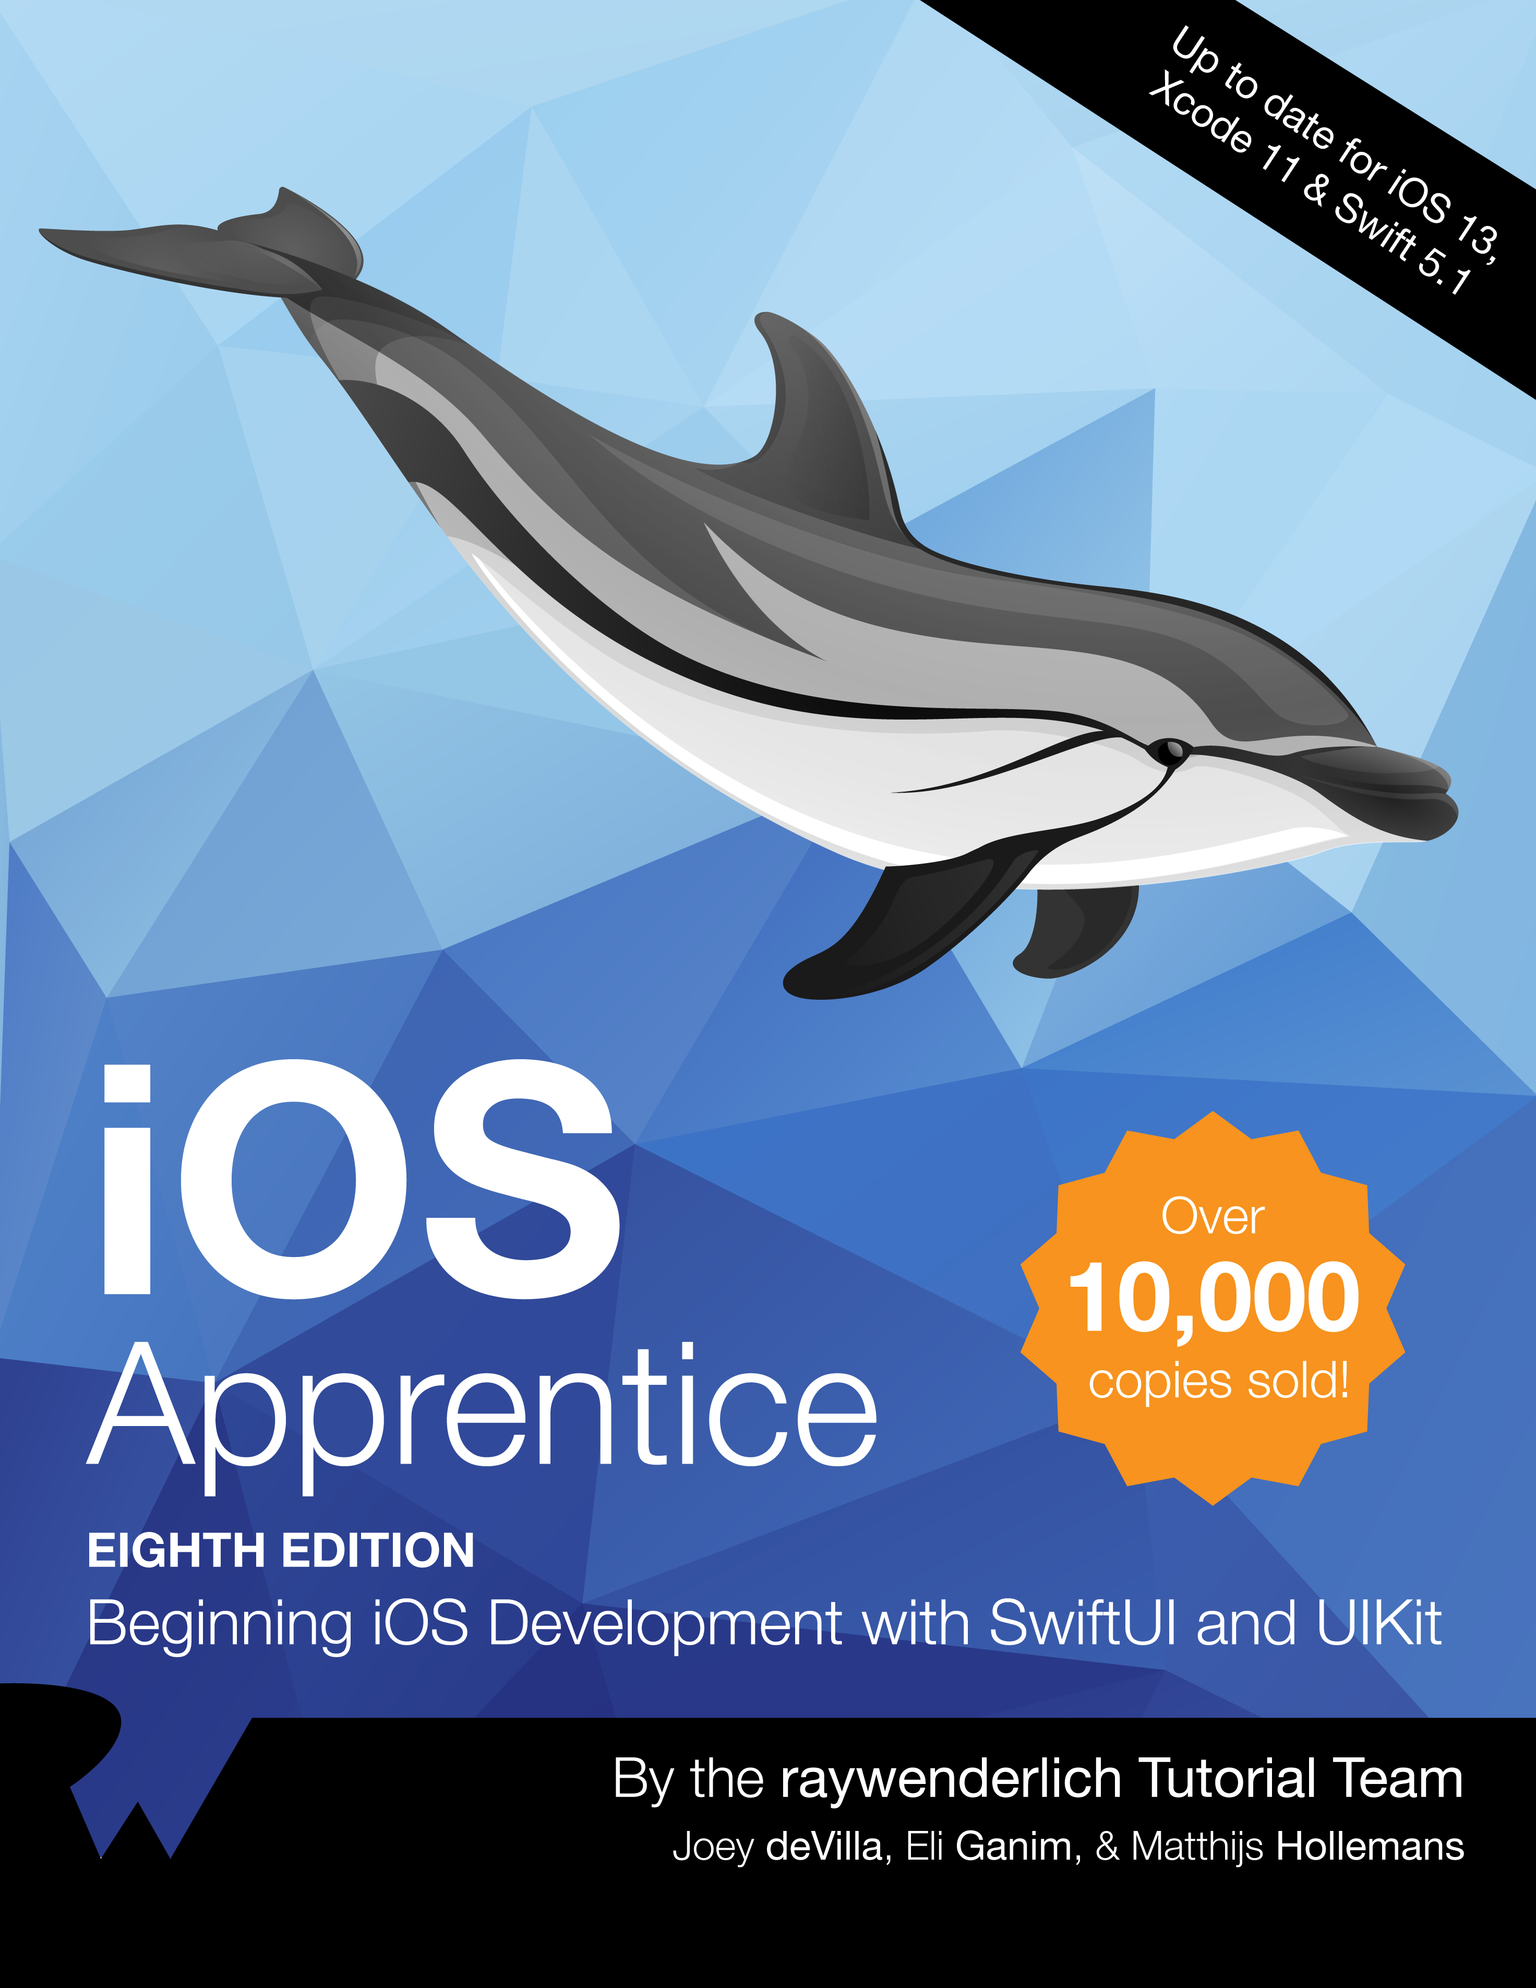 Up to date for iOS 13,
Xcode 11 & Swift 5.1
iOS
Apprentice
Over
10,000
copies sold!
EIGHTH EDITION
Beginning iOS Development with SwiftUI and UIKit
By the raywenderlich Tutorial Team
Joey deVilla, Eli Ganim, & Matthijs Hollemans